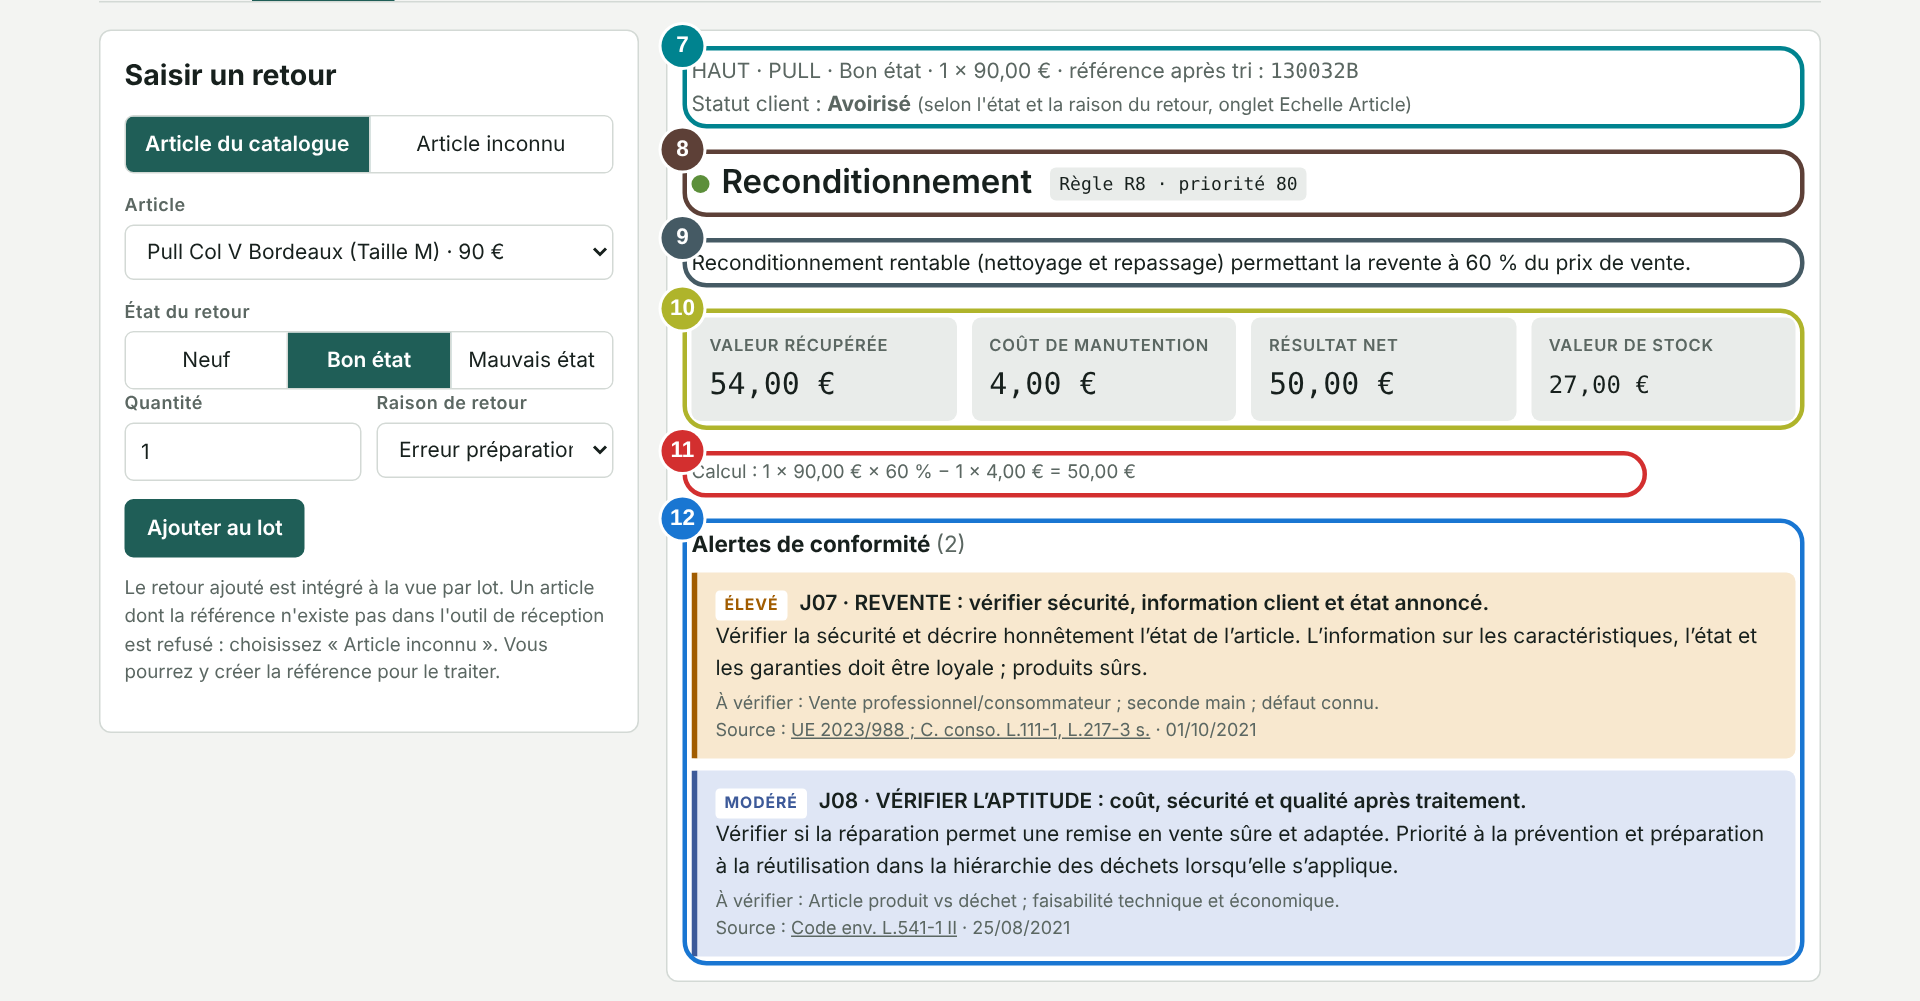 Saisir un retour
Article du catalogue
Article inconnu
Article
Pull Col V Bordeaux (Taille M) · 90 €
État du retour
Neuf
Bon état
Mauvais état
Quantité
Raison de retour
1
Erreur préparation
Ajouter au lot
Le retour ajouté est intégré à la vue par lot. Un article
dont la référence n'existe pas dans l'outil de réception
est refusé : choisissez « Article inconnu ». Vous
pourrez y créer la référence pour le traiter.
7
HAUT · PULL · Bon état · 1 × 90,00 € · référence après tri : 130032B
Statut client : Avoirisé (selon l'état et la raison du retour, onglet Echelle Article)
8
Reconditionnement
Règle R8 · priorité 80
9
Reconditionnement rentable (nettoyage et repassage) permettant la revente à 60 % du prix de vente.
10
VALEUR RÉCUPÉRÉE
54,00 €
COÛT DE MANUTENTION
4,00 €
RÉSULTAT NET
50,00 €
VALEUR DE STOCK
27,00 €
11
Calcul : 1 × 90,00 € × 60 % − 1 × 4,00 € = 50,00 €
12
Alertes de conformité (2)
ÉLEVÉ J07 · REVENTE : vérifier sécurité, information client et état annoncé.
Vérifier la sécurité et décrire honnêtement l’état de l’article. L’information sur les caractéristiques, l’état et
les garanties doit être loyale ; produits sûrs.
À vérifier : Vente professionnel/consommateur ; seconde main ; défaut connu.
Source : UE 2023/988 ; C. conso. L.111-1, L.217-3 s. · 01/10/2021
MODÉRÉ J08 · VÉRIFIER L’APTITUDE : coût, sécurité et qualité après traitement.
Vérifier si la réparation permet une remise en vente sûre et adaptée. Priorité à la prévention et préparation
à la réutilisation dans la hiérarchie des déchets lorsqu’elle s’applique.
À vérifier : Article produit vs déchet ; faisabilité technique et économique.
Source : Code env. L.541-1 II · 25/08/2021